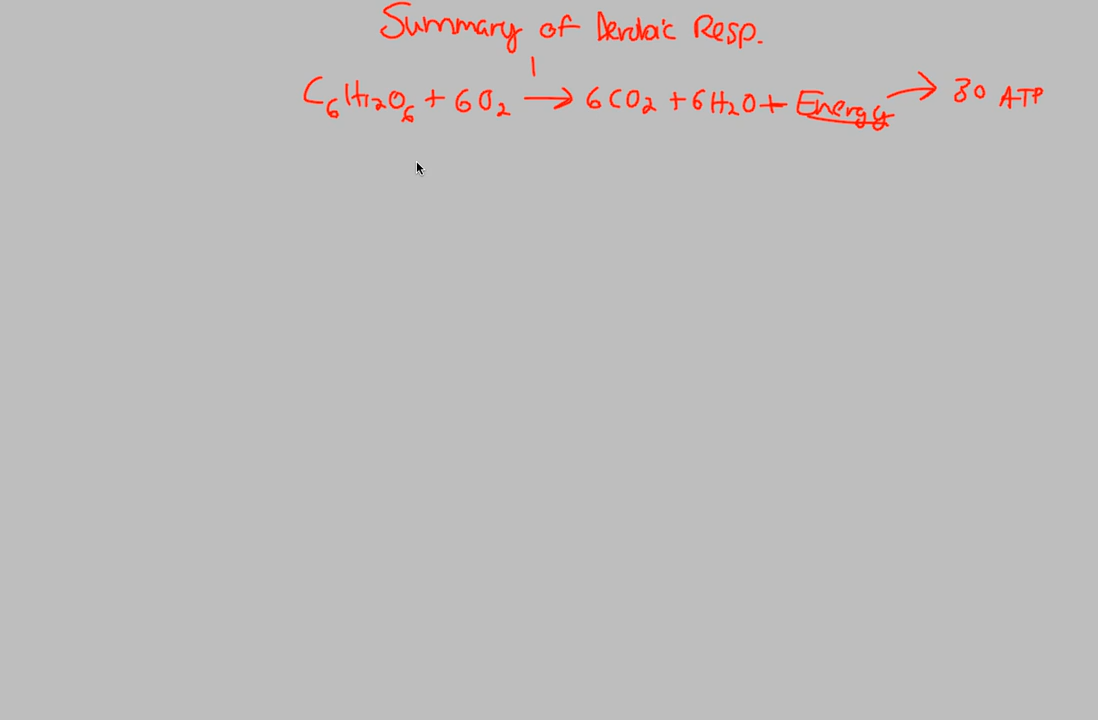 Summary of Aerobic Resp.
C₆H₁₂O₆ + 6O₂ → 6CO₂ + 6H₂O + Energy → 30 ATP